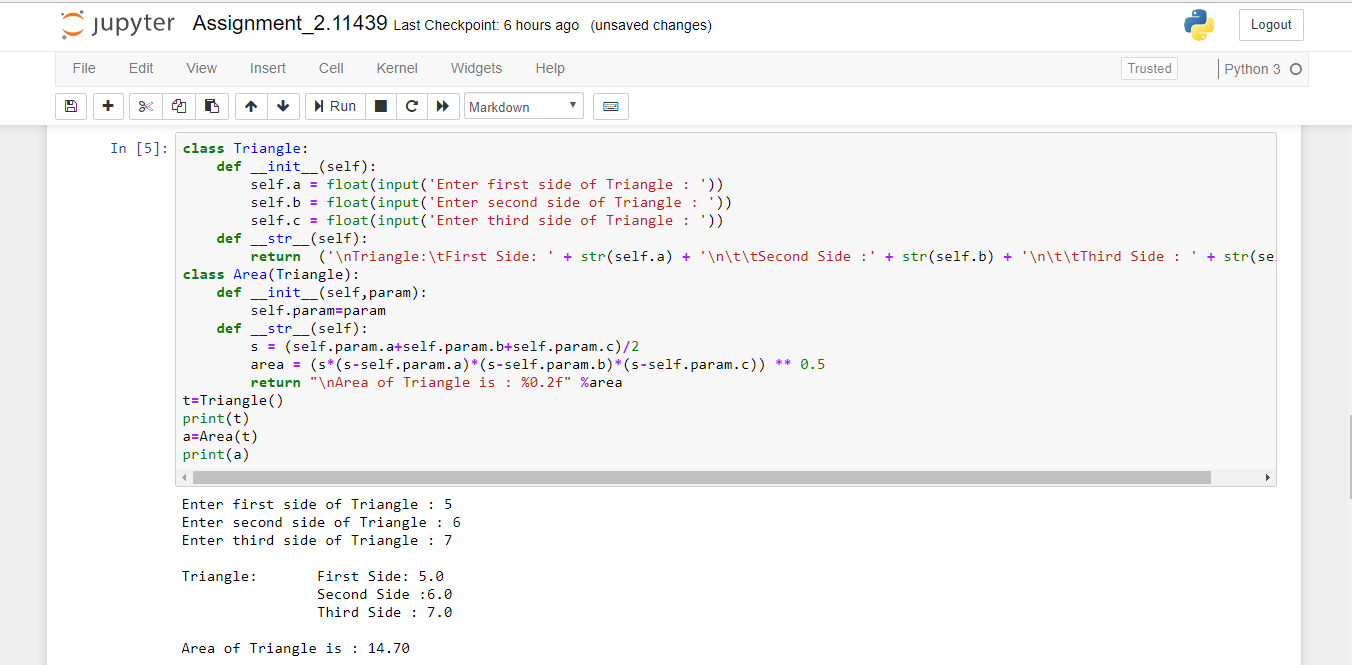 jupyter Assignment_2.11439 Last Checkpoint: 6 hours ago (unsaved changes) Logout
File Edit View Insert Cell Kernel Widgets Help Trusted Python 3
Run Markdown
In [5]: class Triangle:
    def __init__(self):
        self.a = float(input('Enter first side of Triangle : '))
        self.b = float(input('Enter second side of Triangle : '))
        self.c = float(input('Enter third side of Triangle : '))
    def __str__(self):
        return  ('\nTriangle:\tFirst Side: ' + str(self.a) + '\n\t\tSecond Side :' + str(self.b) + '\n\t\tThird Side : ' + str(se
class Area(Triangle):
    def __init__(self,param):
        self.param=param
    def __str__(self):
        s = (self.param.a+self.param.b+self.param.c)/2
        area = (s*(s-self.param.a)*(s-self.param.b)*(s-self.param.c)) ** 0.5
        return "\nArea of Triangle is : %0.2f" %area
t=Triangle()
print(t)
a=Area(t)
print(a)
Enter first side of Triangle : 5
Enter second side of Triangle : 6
Enter third side of Triangle : 7
Triangle:       First Side: 5.0
                Second Side :6.0
                Third Side : 7.0
Area of Triangle is : 14.70